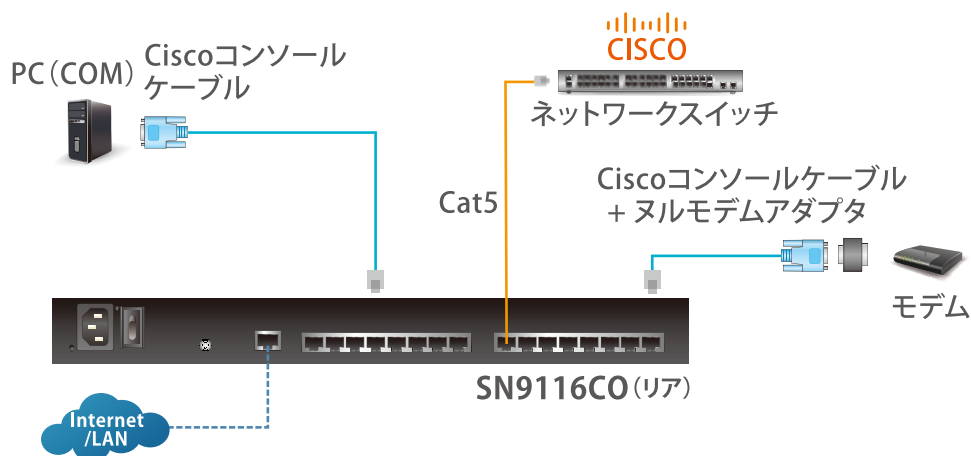 PC（COM）
Ciscoコンソール
ケーブル
CISCO
ネットワークスイッチ
Cat5
Ciscoコンソールケーブル
+ ヌルモデムアダプタ
モデム
SN9116CO（リア）
Internet
/LAN